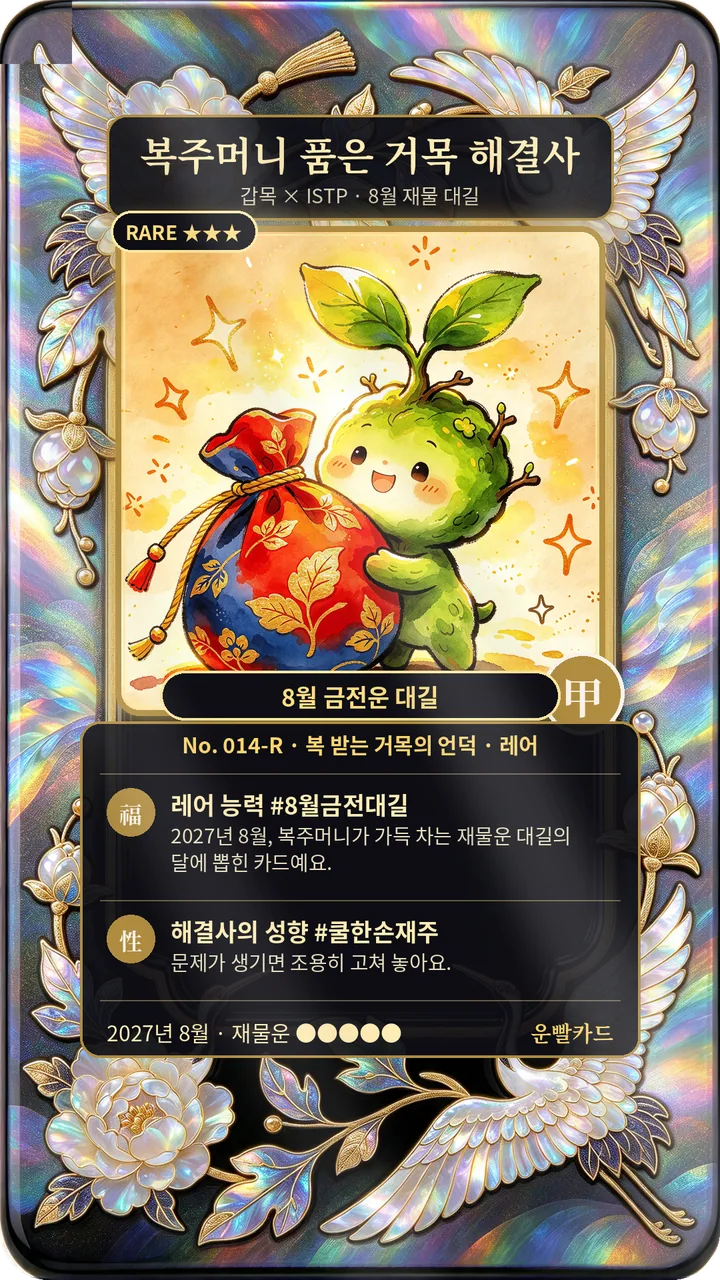 복주머니 품은 거목 해결사
갑목 × ISTP · 8월 재물 대길
RARE ★★★
8월 금전운 대길
甲
No. 014-R · 복 받는 거목의 언덕 · 레어
福
레어 능력 #8월금전대길
2027년 8월, 복주머니가 가득 차는 재물운 대길의
달에 뽑힌 카드예요.
性
해결사의 성향 #쿨한손재주
문제가 생기면 조용히 고쳐 놓아요.
2027년 8월 · 재물운 ●●●●●
운빨카드